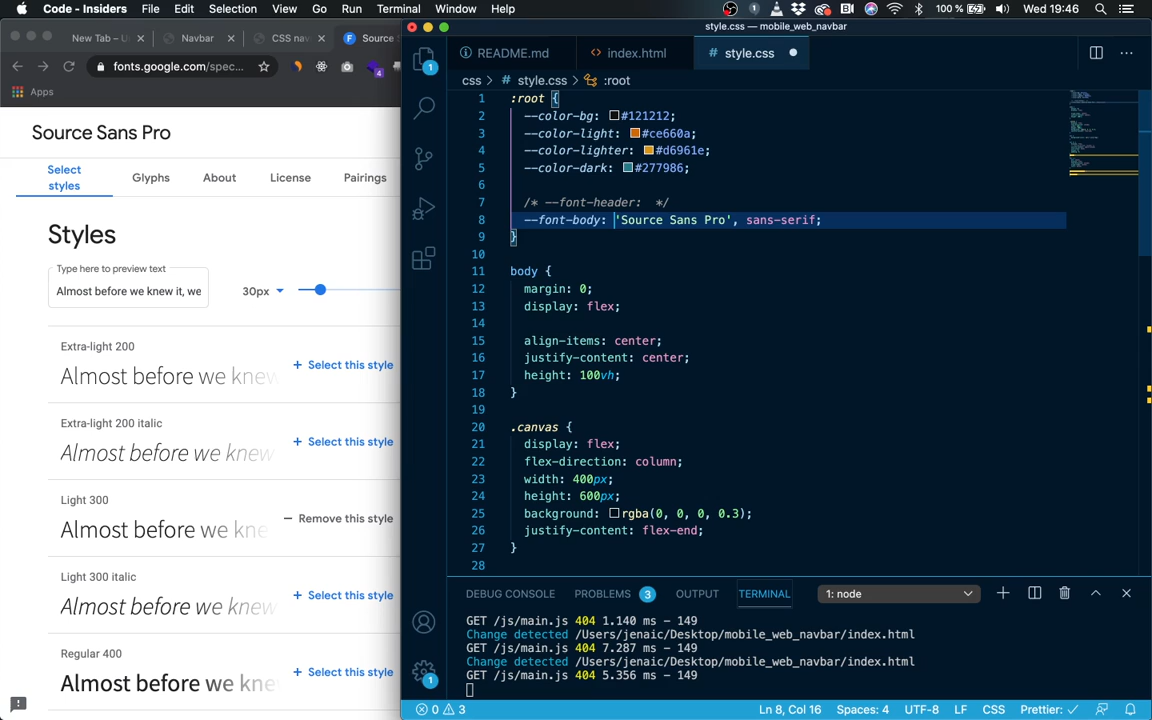 Code - Insiders File Edit Selection View Go Run Terminal Window Help 1 100 % Wed 19:46
style.css — mobile_web_navbar
New Tab – U
Navbar
CSS nav
Source S
fonts.google.com/spec...
4
Apps
Source Sans Pro
Select styles
Glyphs
About
License
Pairings
Styles
Type here to preview text
Almost before we knew it, we
30px
Extra-light 200
Almost before we knew
+ Select this style
Extra-light 200 italic
Almost before we knew
+ Select this style
Light 300
Almost before we kne
− Remove this style
Light 300 italic
Almost before we knew
+ Select this style
Regular 400
Almost before we kne
+ Select this style
1
1
README.md
<> index.html
# style.css
css > # style.css > :root
1 :root {
2 --color-bg: #121212;
3 --color-light: #ce660a;
4 --color-lighter: #d6961e;
5 --color-dark: #277986;
6
7 /* --font-header:  */
8 --font-body: 'Source Sans Pro', sans-serif;
9 }
10
11 body {
12 margin: 0;
13 display: flex;
14
15 align-items: center;
16 justify-content: center;
17 height: 100vh;
18 }
19
20 .canvas {
21 display: flex;
22 flex-direction: column;
23 width: 400px;
24 height: 600px;
25 background: rgba(0, 0, 0, 0.3);
26 justify-content: flex-end;
27 }
28
DEBUG CONSOLE PROBLEMS 3 OUTPUT TERMINAL 1: node
GET /js/main.js 404 1.140 ms - 149
Change detected /Users/jenaic/Desktop/mobile_web_navbar/index.html
GET /js/main.js 404 7.287 ms - 149
Change detected /Users/jenaic/Desktop/mobile_web_navbar/index.html
GET /js/main.js 404 5.356 ms - 149
0 3 Ln 8, Col 16 Spaces: 4 UTF-8 LF CSS Prettier: ✓